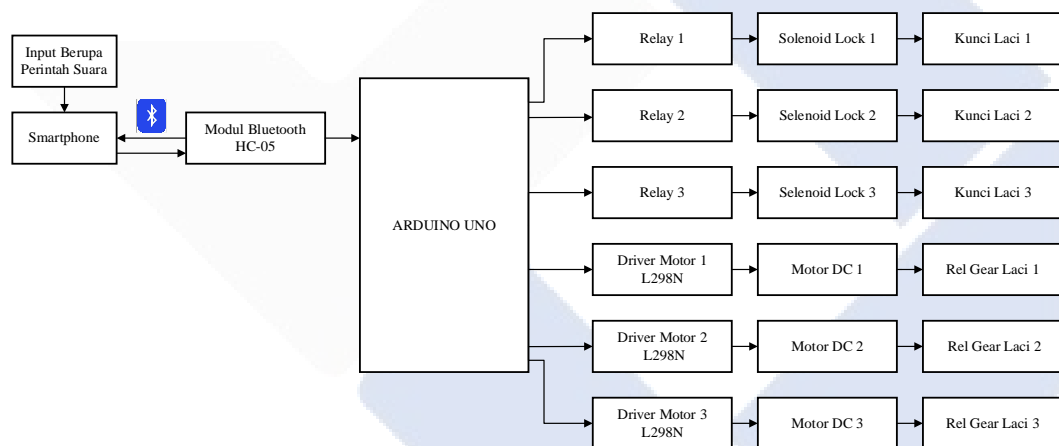 Input Berupa
Perintah Suara
Smartphone
Modul Bluetooth
HC-05
ARDUINO UNO
Relay 1
Solenoid Lock 1
Kunci Laci 1
Relay 2
Selenoid Lock 2
Kunci Laci 2
Relay 3
Selenoid Lock 3
Kunci Laci 3
Driver Motor 1
L298N
Motor DC 1
Rel Gear Laci 1
Driver Motor 2
L298N
Motor DC 2
Rel Gear Laci 2
Driver Motor 3
L298N
Motor DC 3
Rel Gear Laci 3